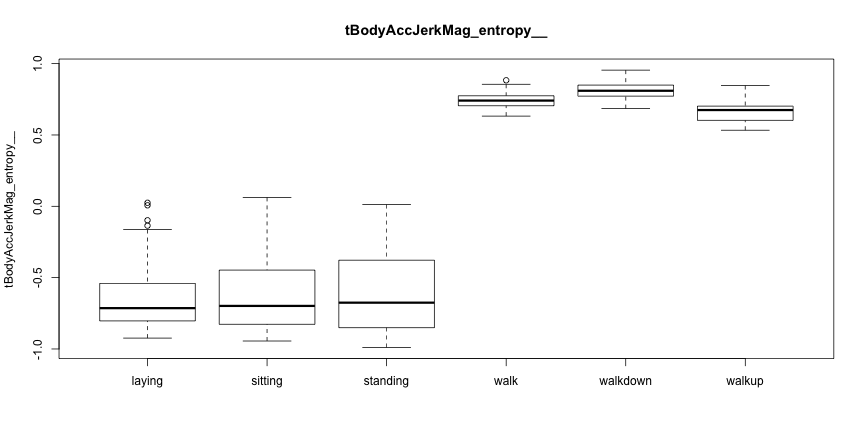 tBodyAccJerkMag_entropy__
tBodyAccJerkMag_entropy__
1.0
0.5
0.0
-0.5
-1.0
laying sitting standing walk walkdown walkup